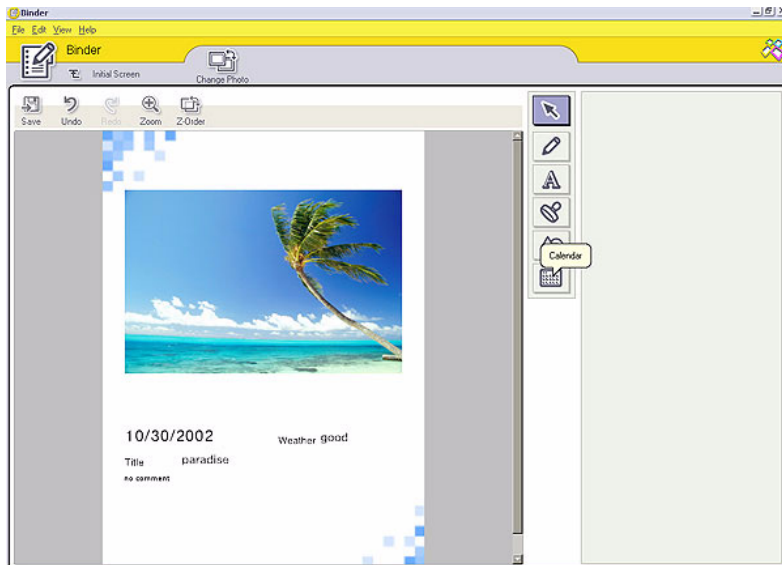 Binder
File Edit View Help
Binder
Initial Screen
Change Photo
Save Undo Redo Zoom Z-Order
A
Calendar
10/30/2002
Weather good
Title paradise
no comment